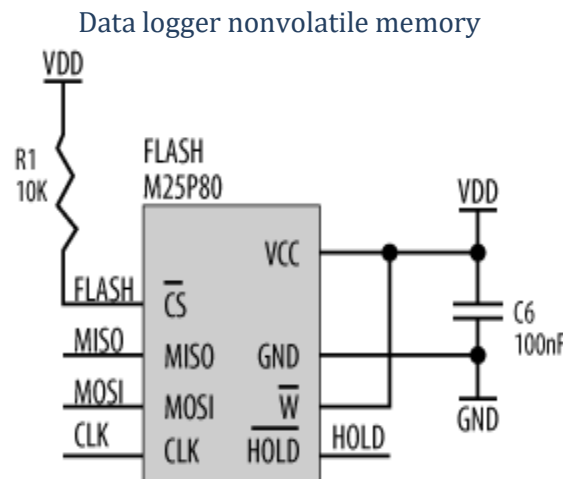 Data logger nonvolatile memory
VDD
R1
10K
FLASH
M25P80
VDD
VCC
FLASH
CS
C6
100nF
MISO
MISO
GND
MOSI
MOSI
W
GND
CLK
CLK
HOLD
HOLD